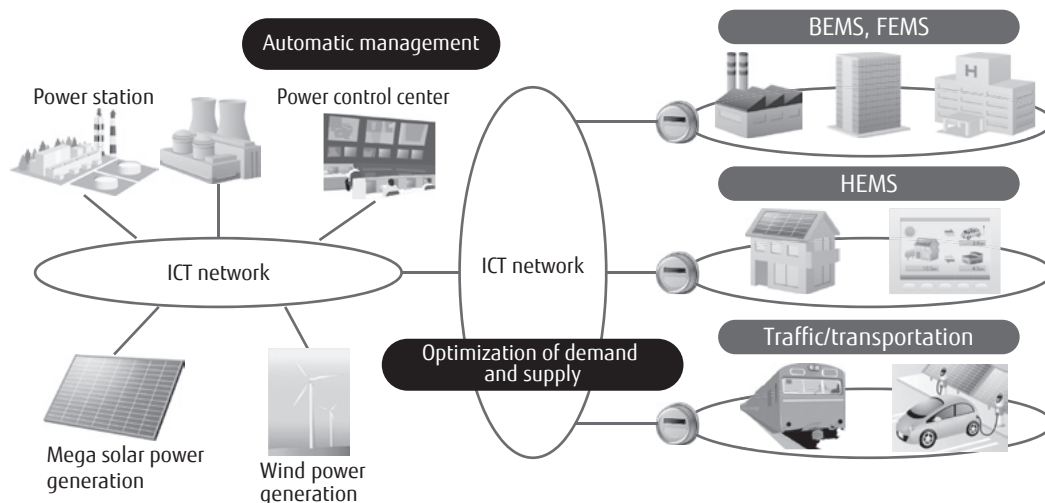 Automatic management
Power station
Power control center
ICT network
Mega solar power
generation
Wind power
generation
ICT network
Optimization of demand
and supply
BEMS, FEMS
H
HEMS
Traffic/transportation